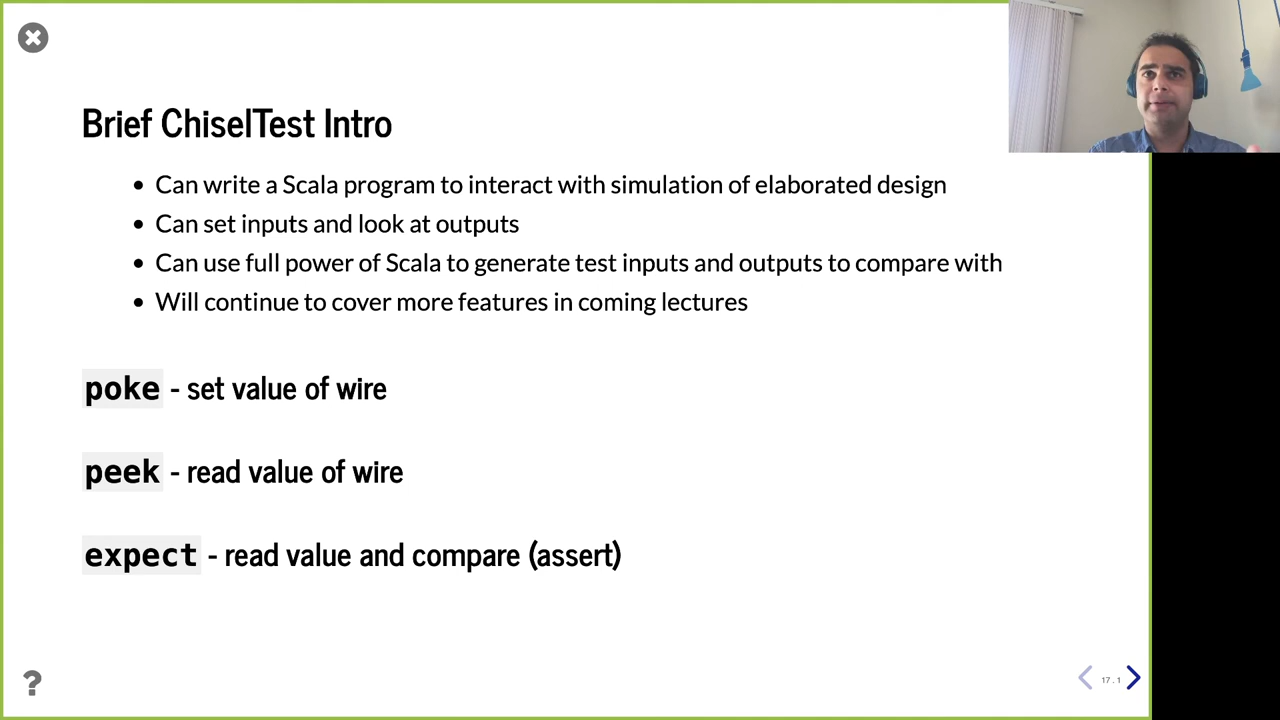 Brief ChiselTest Intro
• Can write a Scala program to interact with simulation of elaborated design
• Can set inputs and look at outputs
• Can use full power of Scala to generate test inputs and outputs to compare with
• Will continue to cover more features in coming lectures
poke - set value of wire
peek - read value of wire
expect - read value and compare (assert)
?
17 . 1